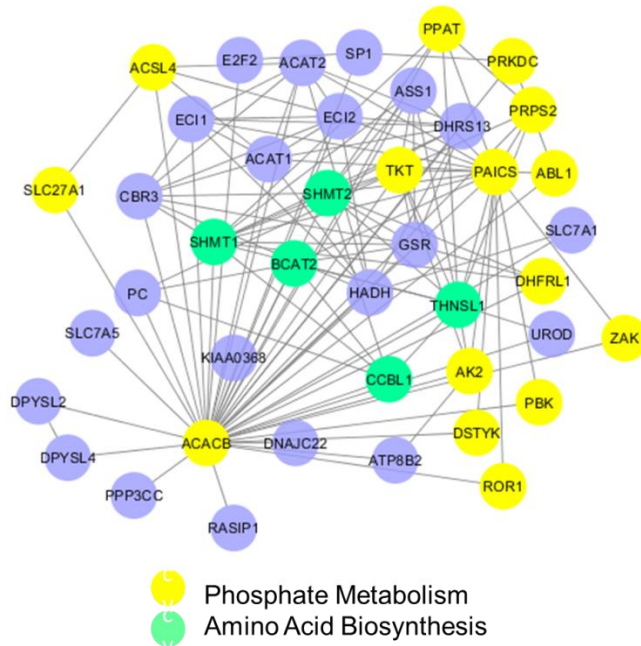 PPAT
E2F2
ACAT2
SP1
ACSL4
PRKDC
ASS1
ECI1
ECI2
DHRS13
PRPS2
ACAT1
TKT
PAICS
ABL1
SLC27A1
CBR3
SHMT2
SHMT1
GSR
SLC7A1
BCAT2
DHFRL1
PC
HADH
THNSL1
SLC7A5
UROD
ZAK
KIAA0368
CCBL1
AK2
DPYSL2
PBK
ACACB
DNAJC22
DSTYK
DPYSL4
ATP8B2
PPP3CC
ROR1
RASIP1
Phosphate Metabolism
Amino Acid Biosynthesis